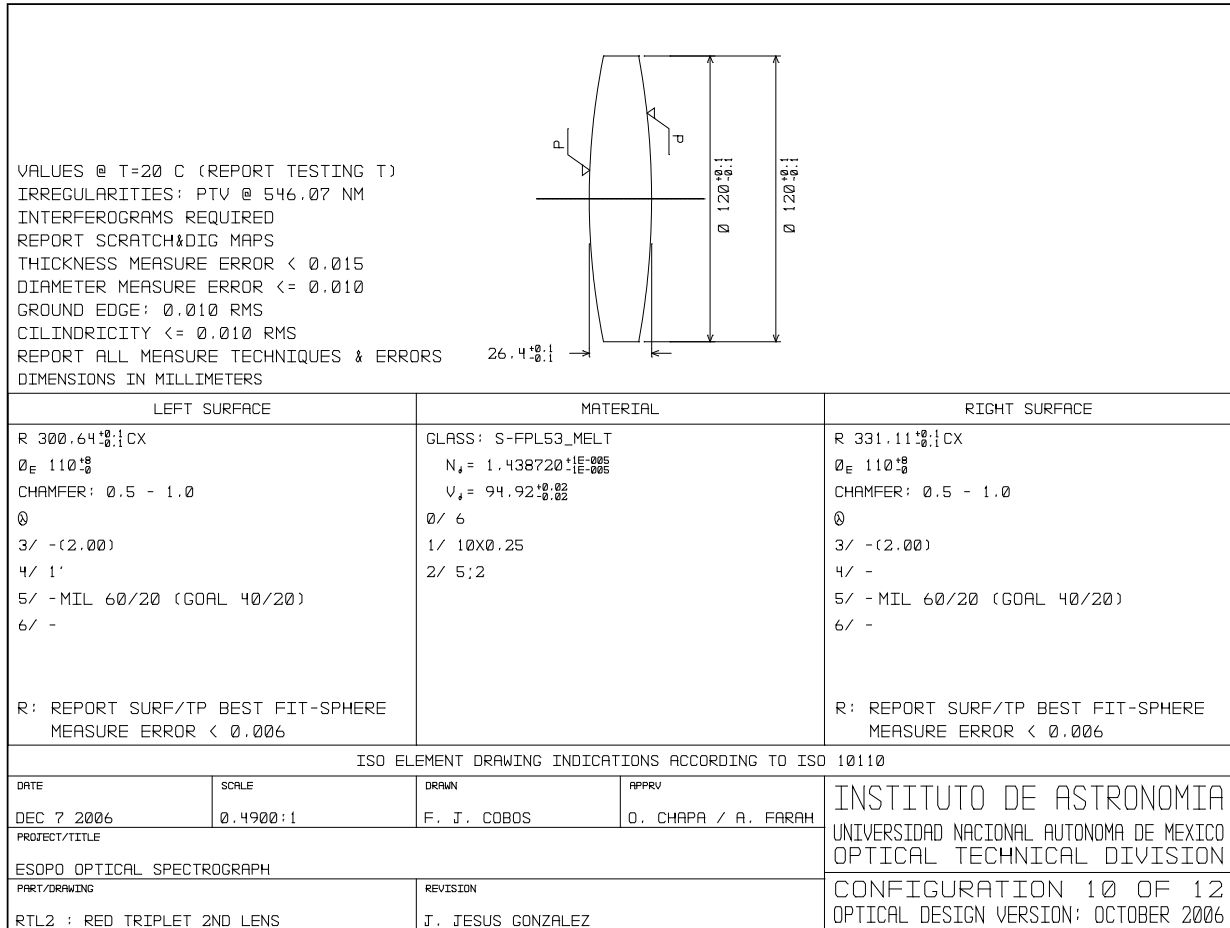 P
P
Ø 120+0.1-0.1
Ø 120+0.1-0.1
VALUES @ T=20 C (REPORT TESTING T)
IRREGULARITIES: PTV @ 546.07 NM
INTERFEROGRAMS REQUIRED
REPORT SCRATCH&DIG MAPS
THICKNESS MEASURE ERROR < 0.015
DIAMETER MEASURE ERROR <= 0.010
GROUND EDGE: 0.010 RMS
CILINDRICITY <= 0.010 RMS
REPORT ALL MEASURE TECHNIQUES & ERRORS
DIMENSIONS IN MILLIMETERS
26.4+0.1-0.1
LEFT SURFACE
R 300.64+0.1-0.1 CX
ØE 110+8-0
CHAMFER: 0.5 - 1.0
ⓛ
3/ -(2.00)
4/ 1'
5/ -MIL 60/20 (GOAL 40/20)
6/ -
R: REPORT SURF/TP BEST FIT-SPHERE
MEASURE ERROR < 0.006
MATERIAL
GLASS: S-FPL53_MELT
Nd= 1.438720+1E-005-1E-005
Vd= 94.92+0.02-0.02
0/ 6
1/ 10X0.25
2/ 5;2
RIGHT SURFACE
R 331.11+0.1-0.1 CX
ØE 110+8-0
CHAMFER: 0.5 - 1.0
ⓛ
3/ -(2.00)
4/ -
5/ -MIL 60/20 (GOAL 40/20)
6/ -
R: REPORT SURF/TP BEST FIT-SPHERE
MEASURE ERROR < 0.006
ISO ELEMENT DRAWING INDICATIONS ACCORDING TO ISO 10110
DATE
DEC 7 2006
SCALE
0.4900:1
DRAWN
F. J. COBOS
APPRV
O. CHAPA / A. FARAH
PROJECT/TITLE
ESOPO OPTICAL SPECTROGRAPH
PART/DRAWING
RTL2 : RED TRIPLET 2ND LENS
REVISION
J. JESUS GONZALEZ
INSTITUTO DE ASTRONOMIA
UNIVERSIDAD NACIONAL AUTONOMA DE MEXICO
OPTICAL TECHNICAL DIVISION
CONFIGURATION 10 OF 12
OPTICAL DESIGN VERSION: OCTOBER 2006